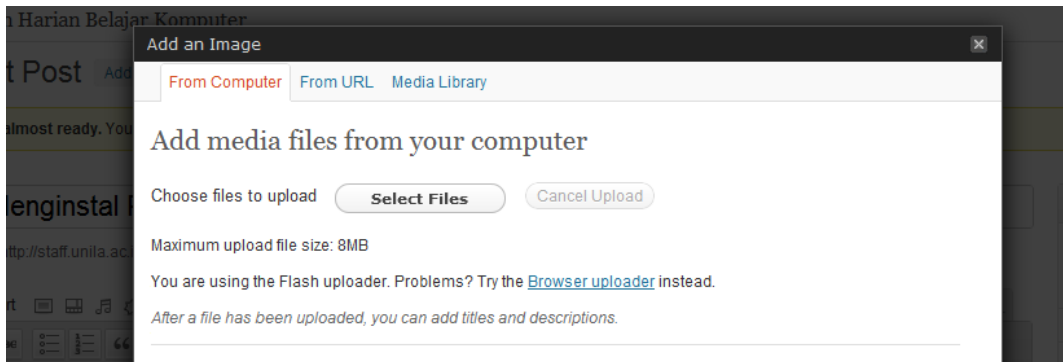 Harian Belajar Komputer
Add an Image
t Post Add
From Computer From URL Media Library
almost ready. You
Add media files from your computer
Choose files to upload Select Files Cancel Upload
enginstal
ttp://staff.unila.ac.
Maximum upload file size: 8MB
You are using the Flash uploader. Problems? Try the Browser uploader instead.
After a file has been uploaded, you can add titles and descriptions.